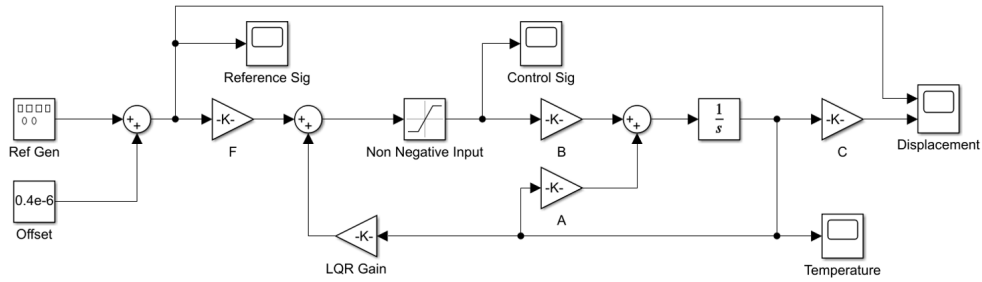 Reference Sig
Control Sig
Ref Gen
++
-K-
F
++
Non Negative Input
-K-
B
++
1
s
-K-
C
Displacement
0.4e-6
Offset
-K-
A
-K-
LQR Gain
Temperature